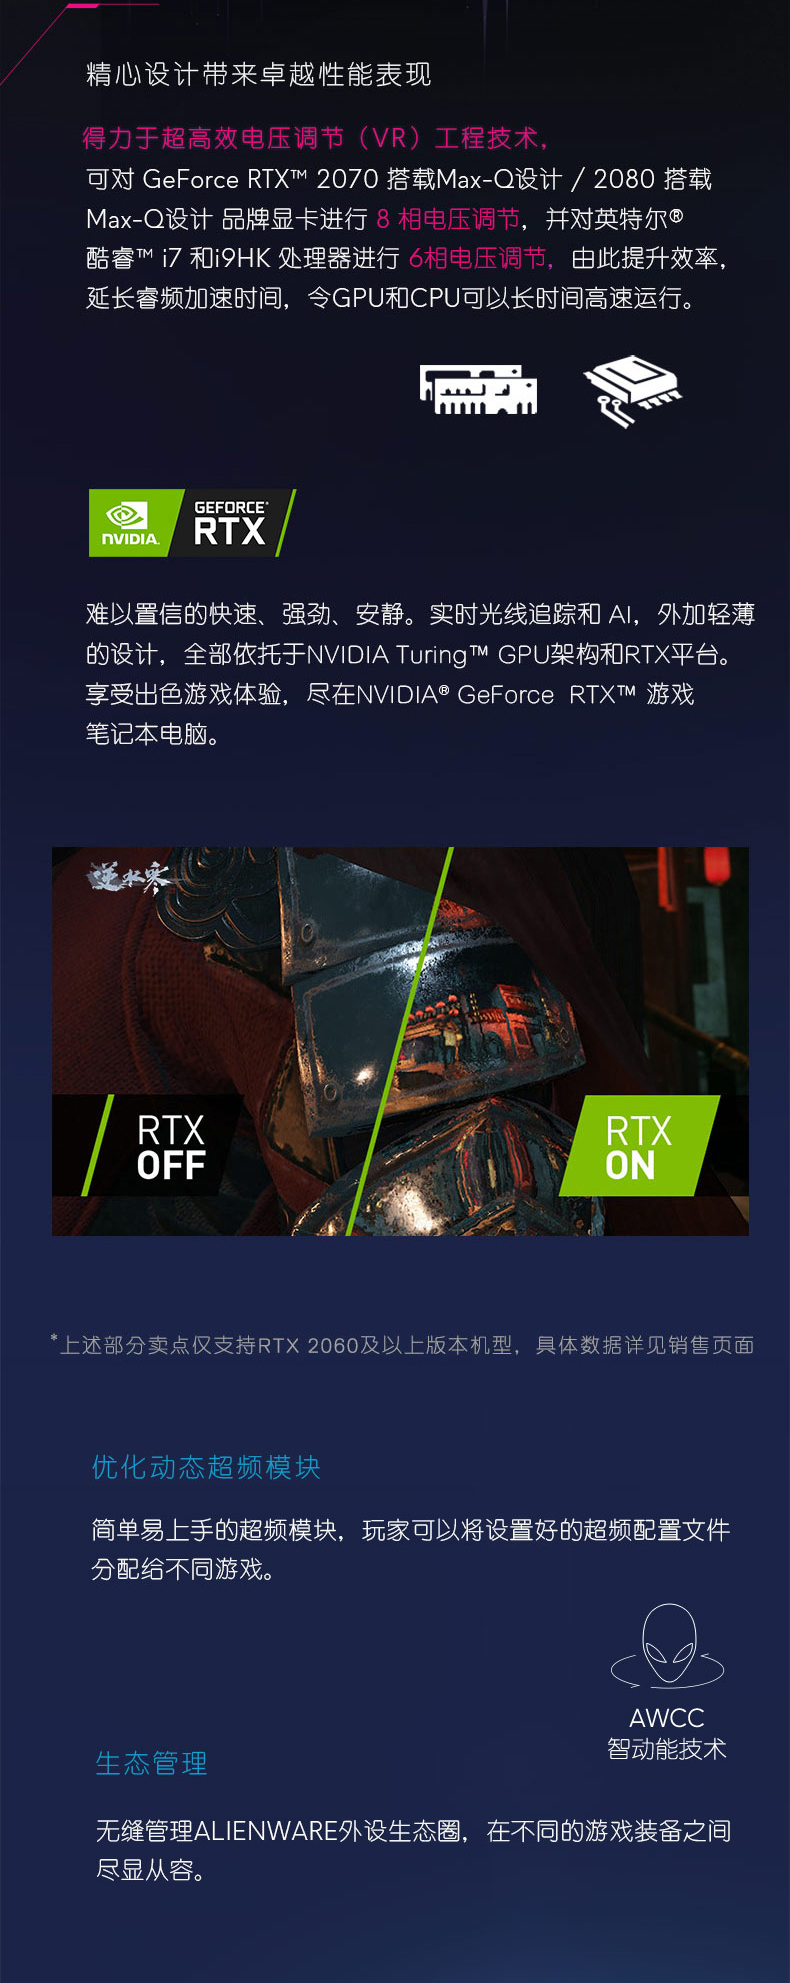 精心设计带来卓越性能表现
得力于超高效电压调节（VR）工程技术，
可对 GeForce RTX™ 2070 搭载Max-Q设计 / 2080 搭载
Max-Q设计 品牌显卡进行 8 相电压调节，并对英特尔®
酷睿™ i7 和i9HK 处理器进行 6相电压调节，由此提升效率，
延长睿频加速时间，令GPU和CPU可以长时间高速运行。
NVIDIA GEFORCE® RTX
难以置信的快速、强劲、安静。实时光线追踪和 AI，外加轻薄
的设计，全部依托于NVIDIA Turing™ GPU架构和RTX平台。
享受出色游戏体验，尽在NVIDIA® GeForce RTX™ 游戏
笔记本电脑。
逆水寒
RTX OFF
RTX ON
*上述部分卖点仅支持RTX 2060及以上版本机型，具体数据详见销售页面
优化动态超频模块
简单易上手的超频模块，玩家可以将设置好的超频配置文件
分配给不同游戏。
AWCC
智动能技术
生态管理
无缝管理ALIENWARE外设生态圈，在不同的游戏装备之间
尽显从容。